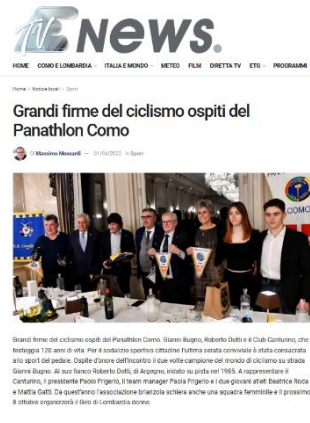 ETV NEWS.
HOME COMO E LOMBARDIA ITALIA E MONDO METEO FILM DIRETTA TV ETG PROGRAMMI
Home Notizie locali Sport
Grandi firme del ciclismo ospiti del
Panathlon Como
Di Massimo Moscardi — 01/04/2022 in Sport
COMO
Grandi firme del ciclismo ospiti del Panathlon Como. Gianni Bugno, Roberto Dotti e il Club Canturino, che
festeggia 120 anni di vita. Per il sodalizio sportivo cittadino l'ultima serata conviviale è stata consacrata
allo sport del pedale. Ospite d'onore dell'incontro il due volte campione del mondo di ciclismo su strada
Gianni Bugno. Al suo fianco Roberto Dotti, di Argegno, iridato su pista nel 1985. A rappresentare il
Canturino, il presidente Paolo Frigerio, il team manager Paola Frigerio e i due giovani atleti Beatrice Roda
e Mattia Gatti. Da quest'anno l'associazione brianzola schiera anche una squadra femminile e il prossimo
8 ottobre organizzerà il Giro di Lombardia donne.